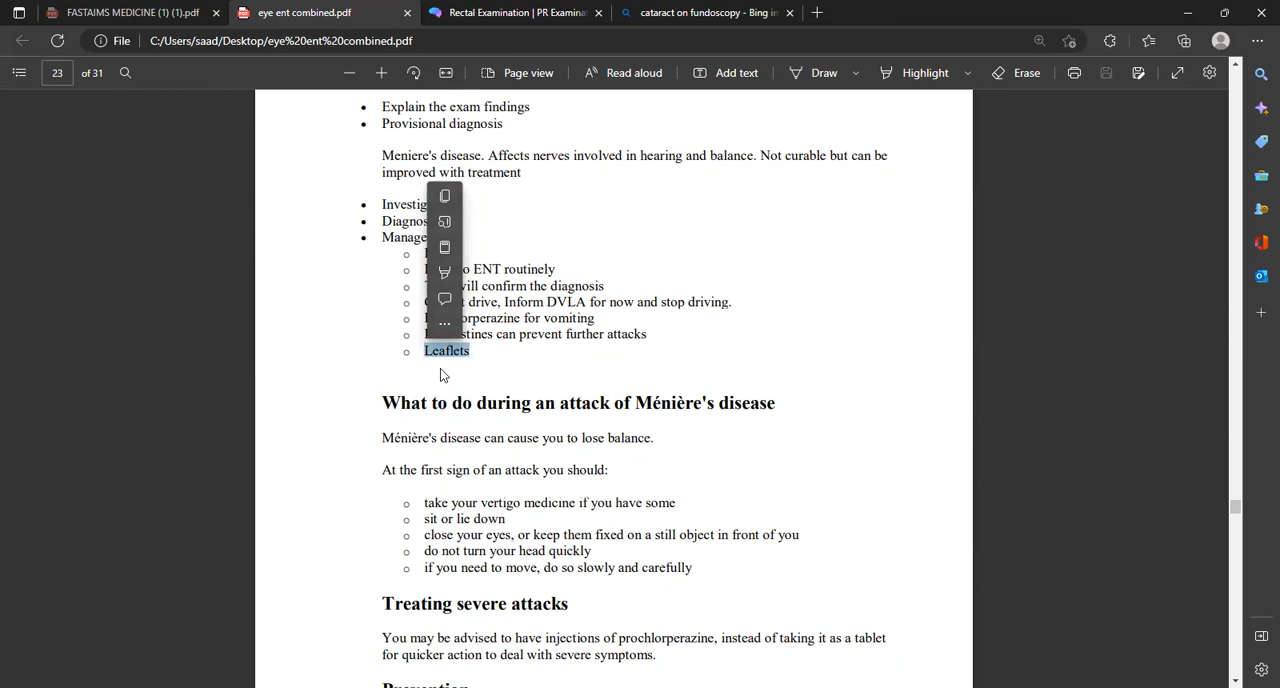 FASTAIMS MEDICINE (1) (1).pdf
eye ent combined.pdf
Rectal Examination | PR Examina
cataract on fundoscopy - Bing in
File
C:/Users/saad/Desktop/eye%20ent%20combined.pdf
23 of 31
Page view
Read aloud
Add text
Draw
Highlight
Erase
• Explain the exam findings
• Provisional diagnosis
Meniere's disease. Affects nerves involved in hearing and balance. Not curable but can be
improved with treatment
• Investig
• Diagnos
• Manage
o ENT routinely
will confirm the diagnosis
drive, Inform DVLA for now and stop driving.
orperazine for vomiting
stines can prevent further attacks
o Leaflets
What to do during an attack of Ménière's disease
Ménière's disease can cause you to lose balance.
At the first sign of an attack you should:
o take your vertigo medicine if you have some
o sit or lie down
o close your eyes, or keep them fixed on a still object in front of you
o do not turn your head quickly
o if you need to move, do so slowly and carefully
Treating severe attacks
You may be advised to have injections of prochlorperazine, instead of taking it as a tablet
for quicker action to deal with severe symptoms.
Prevention